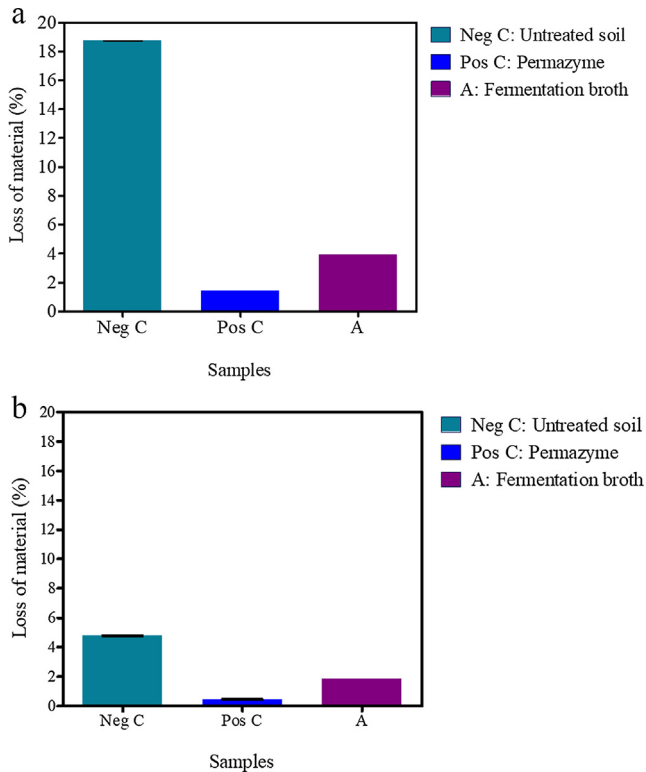 a
20
18
16
14
12
10
8
6
4
2
0
Loss of material (%)
Neg C
Pos C
A
Samples
Neg C: Untreated soil
Pos C: Permazyme
A: Fermentation broth
b
20
18
16
14
12
10
8
6
4
2
0
Loss of material (%)
Neg C
Pos C
A
Samples
Neg C: Untreated soil
Pos C: Permazyme
A: Fermentation broth